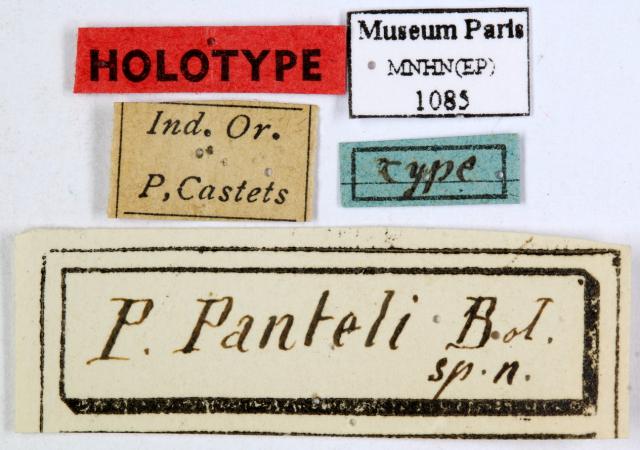 HOLOTYPE
Museum Paris
MNHN(EP)
1085
Ind. Or.
P, Castets
Type
P. Panteli Bol.
sp. n.